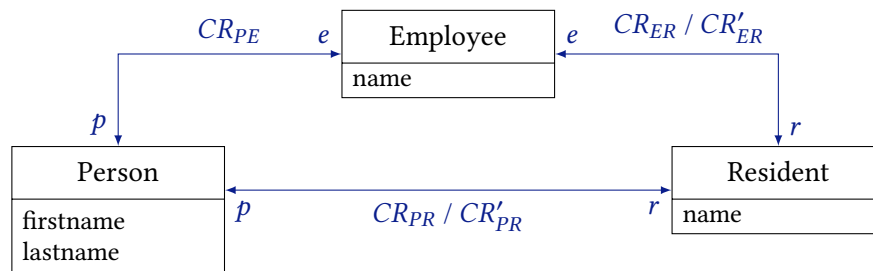 CR_PE e Employee e CR_ER / CR′_ER
name
p r
Person Resident
p CR_PR / CR′_PR r
firstname name
lastname